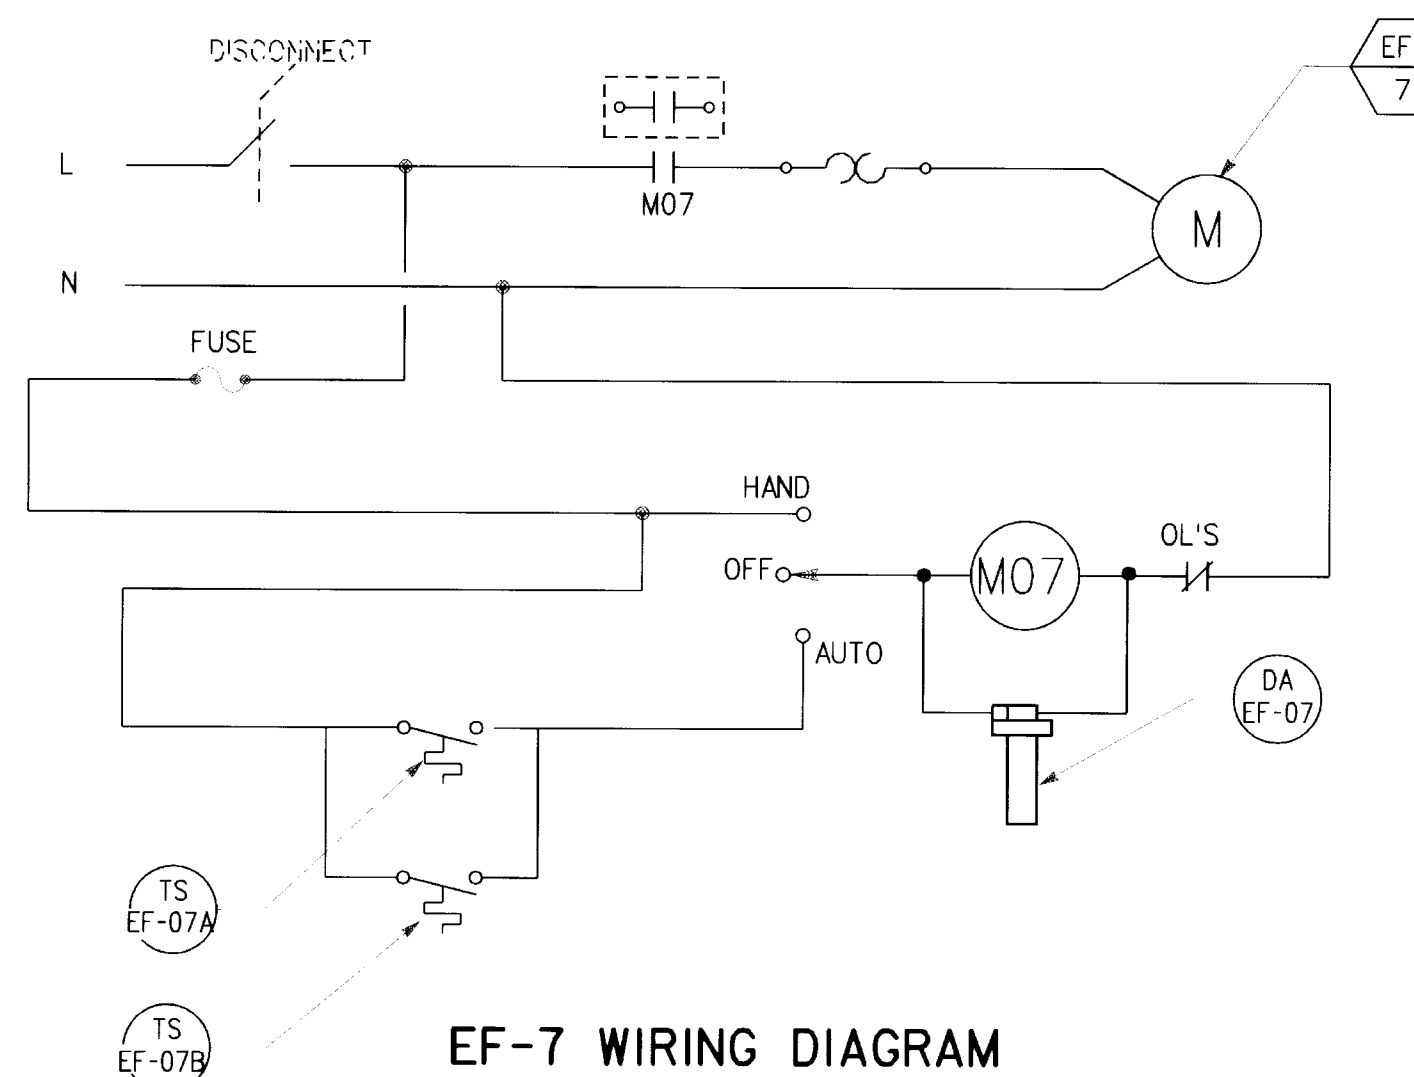 DISCONNECT
EF
7
L
M07
M
N
FUSE
HAND
OL'S
OFF
M07
AUTO
DA
EF-07
TS
EF-07A
TS
EF-07B
EF-7 WIRING DIAGRAM